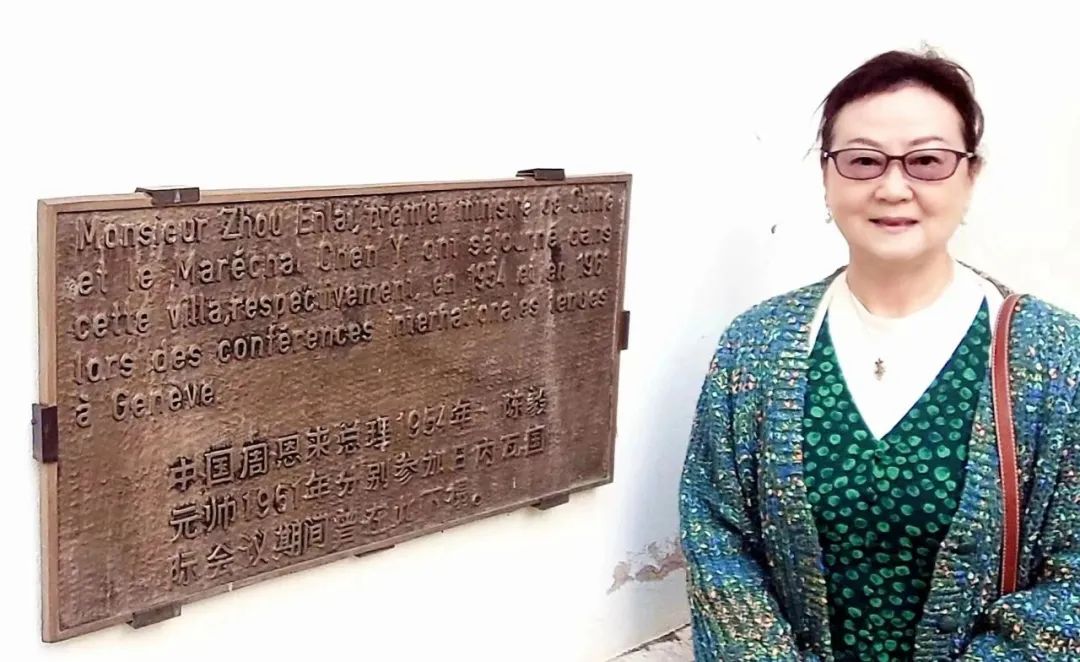 Monsieur Zhou Enlai, premier ministre de Chine
et le Maréchal Chen Yi ont séjourné dans
cette villa, respectivement, en 1954 et en 1961
lors des conférences internationales tenues
à Genève.
中国周恩来总理1954年、陈毅
元帅1961年分别参加日内瓦国
际会议期间曾在此下榻。